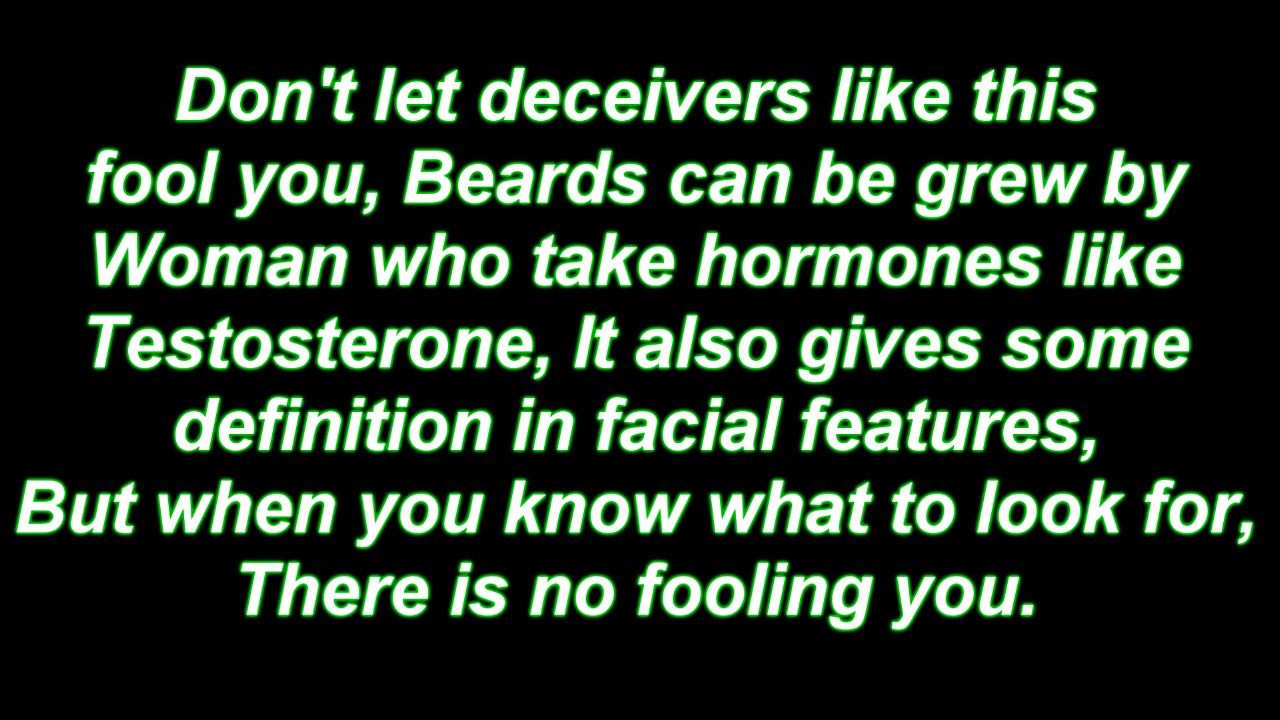 Don't let deceivers like this
fool you, Beards can be grew by
Woman who take hormones like
Testosterone, It also gives some
definition in facial features,
But when you know what to look for,
There is no fooling you.